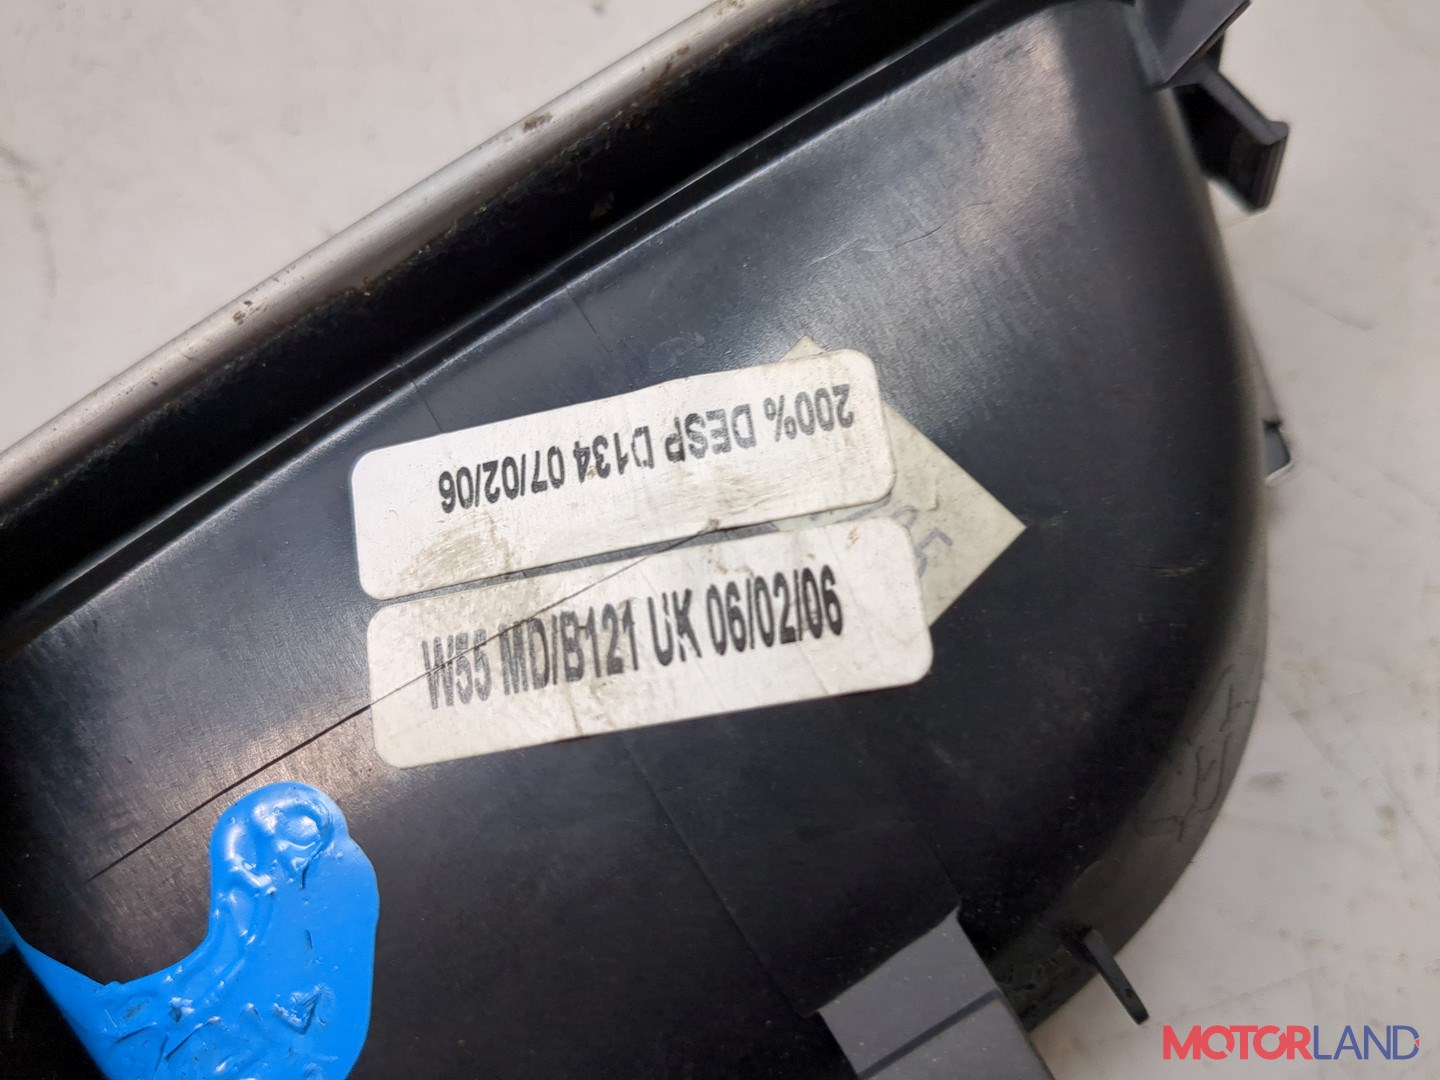 200% DESP D134 07/02/06
W55 MD/B121 UK 06/02/06
MOTORLAND